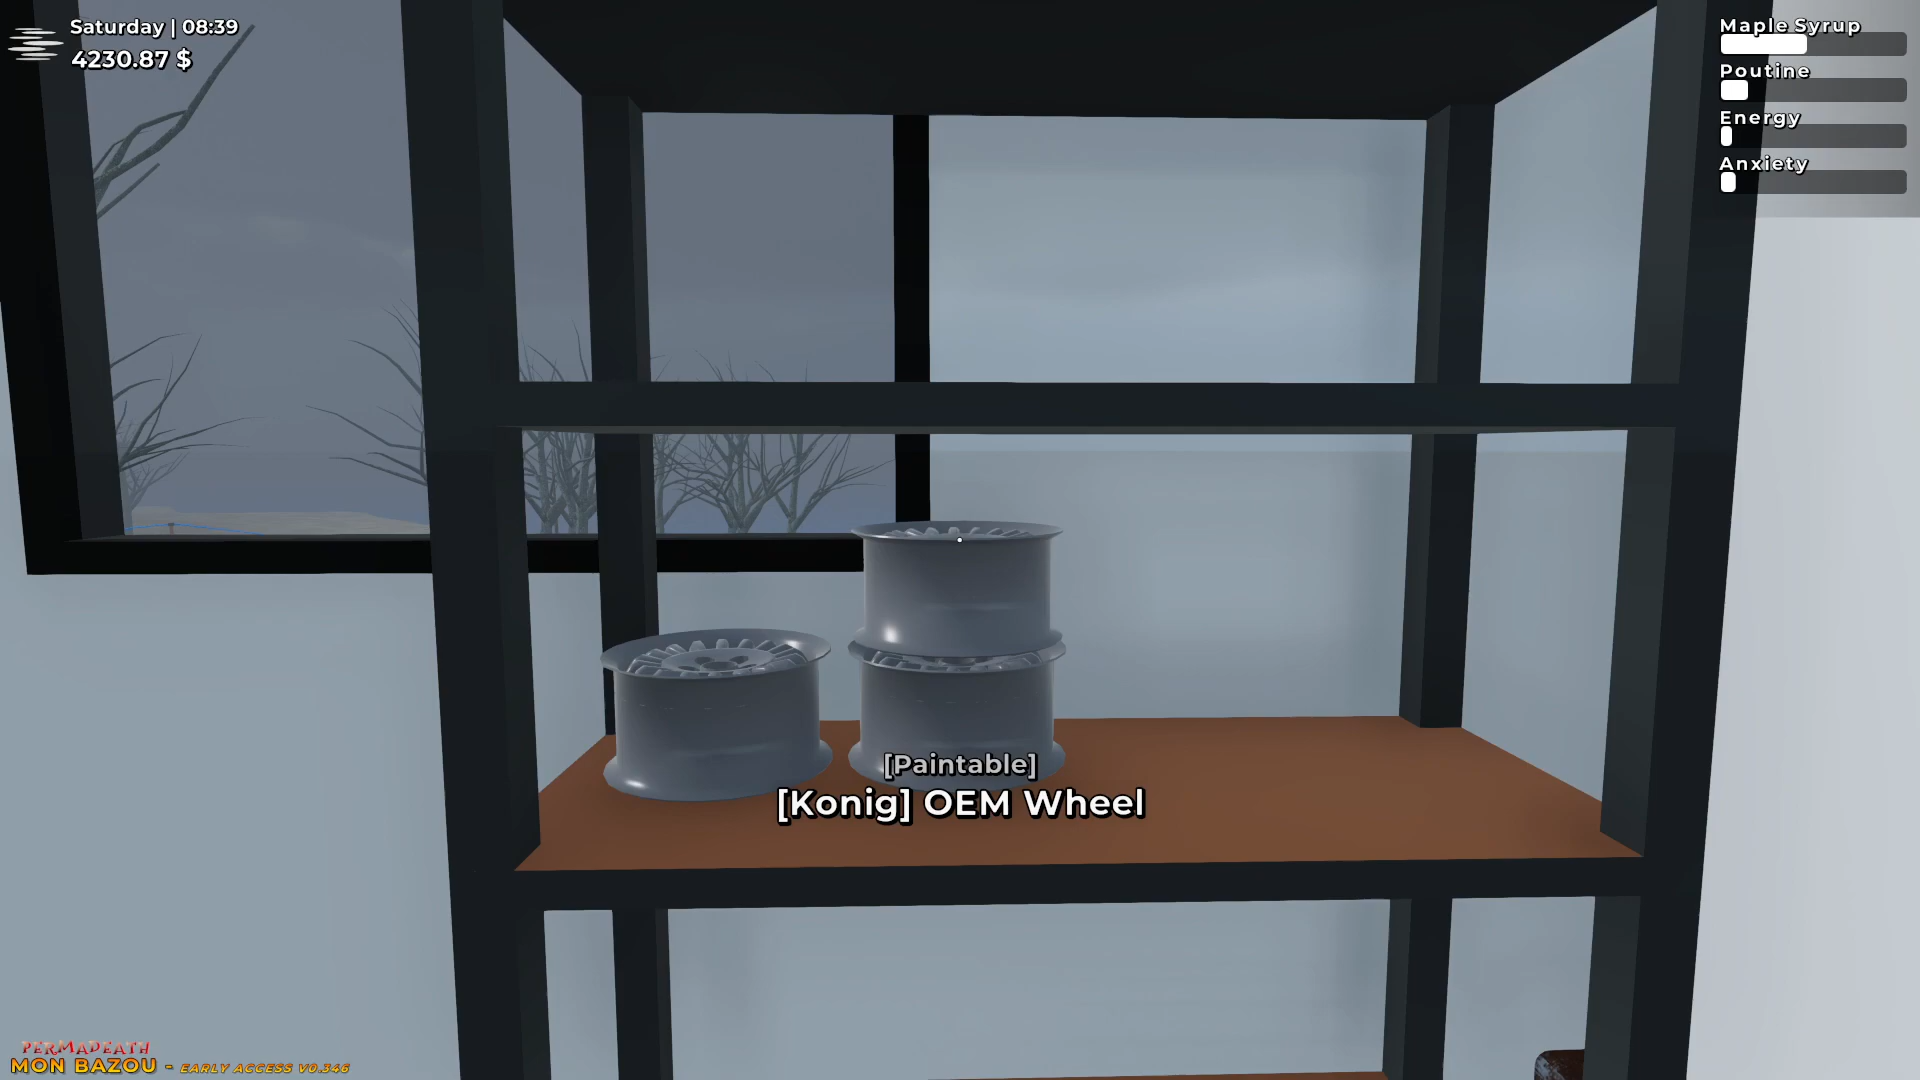 Saturday | 08:39
4230.87 $
Maple Syrup
Poutine
Energy
Anxiety
[Paintable]
[Konig] OEM Wheel
PERMADEATH
MON BAZOU - EARLY ACCESS V0.346